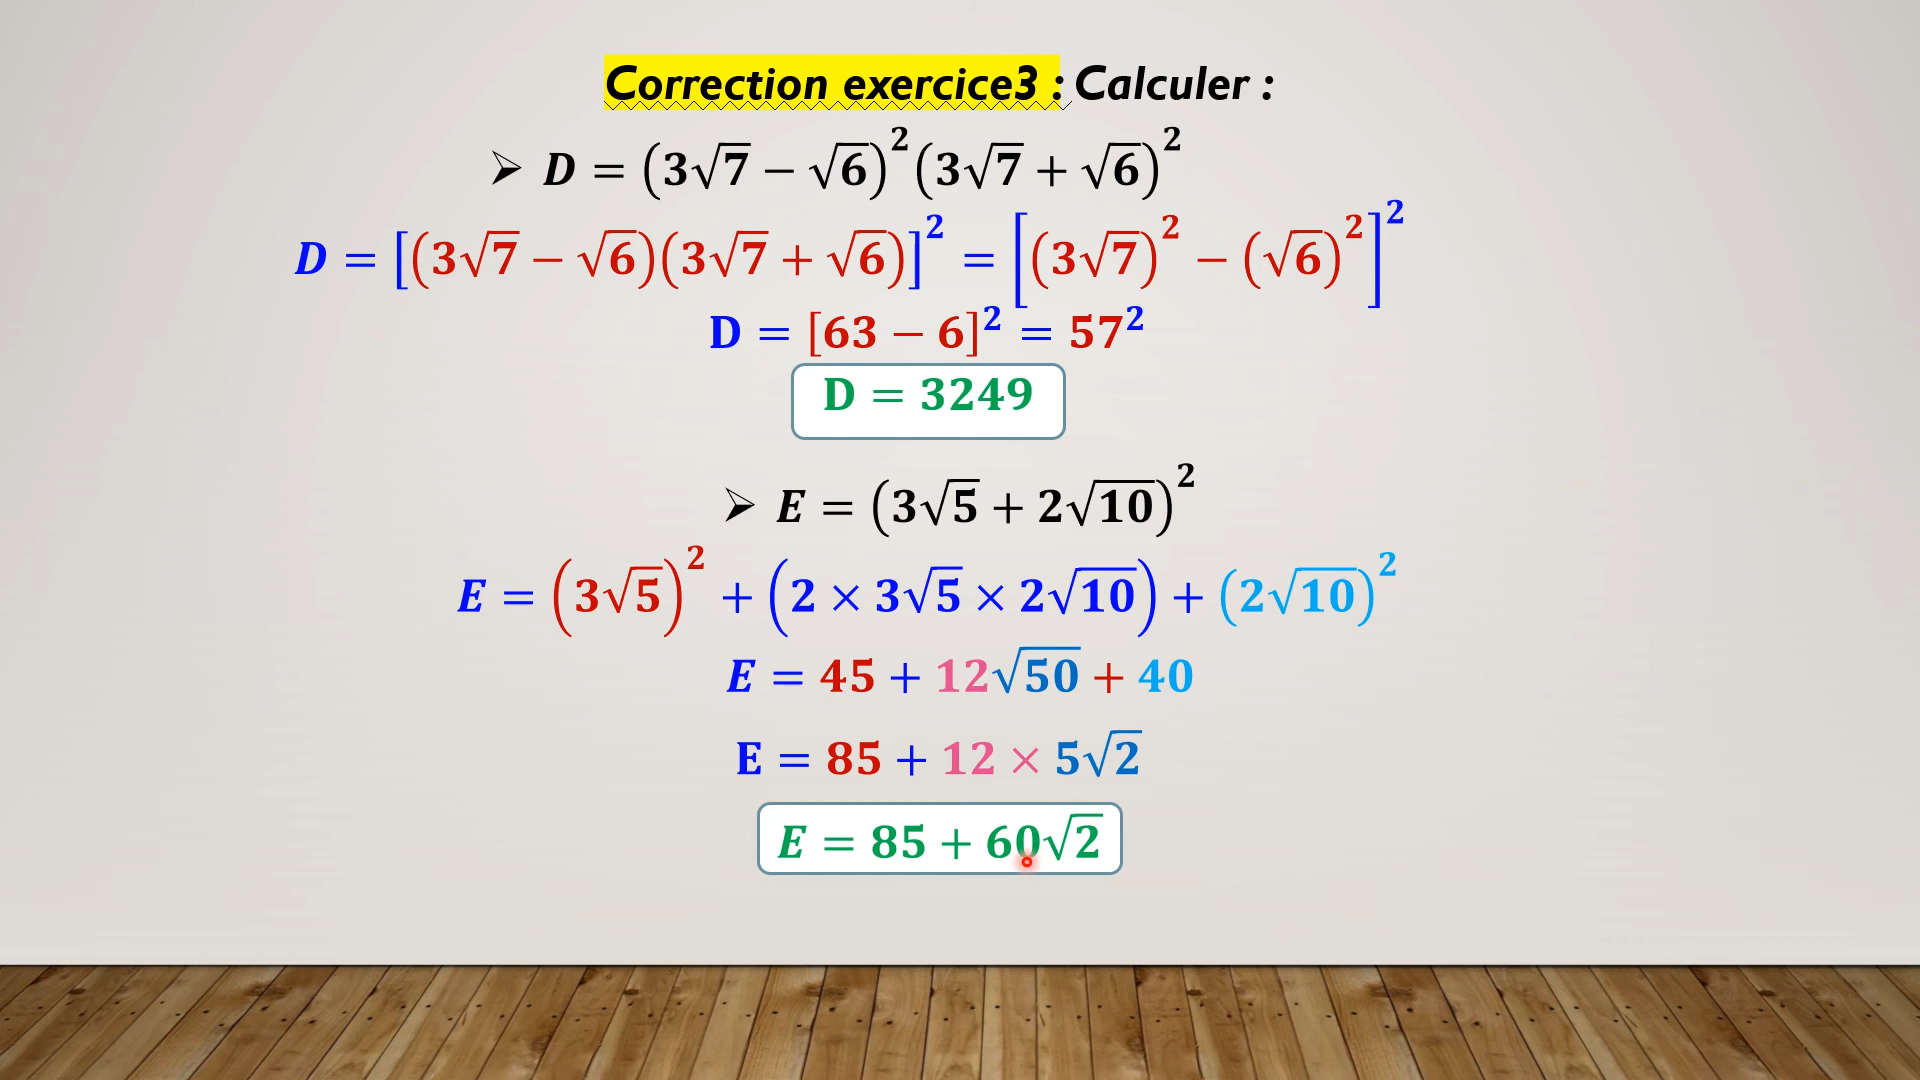 Correction exercice3 : Calculer :
➢ D = (3√7 − √6)²(3√7 + √6)²
D = [(3√7 − √6)(3√7 + √6)]² = [(3√7)² − (√6)²]²
D = [63 − 6]² = 57²
D = 3249
➢ E = (3√5 + 2√10)²
E = (3√5)² + (2 × 3√5 × 2√10) + (2√10)²
E = 45 + 12√50 + 40
E = 85 + 12 × 5√2
E = 85 + 60√2